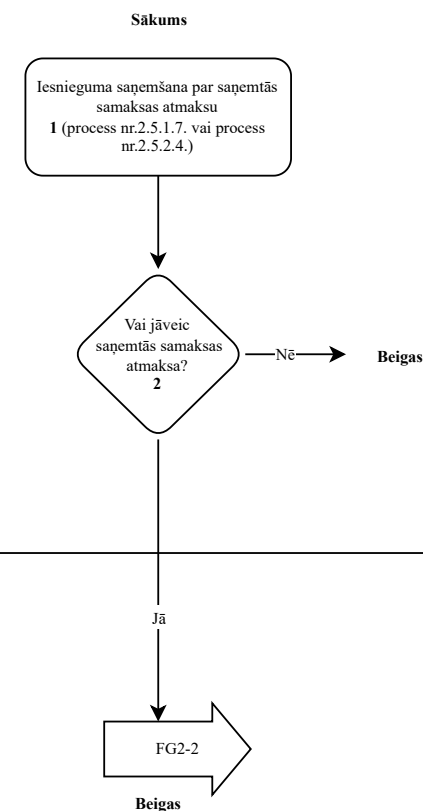 Sākums
Iesnieguma saņemšana par saņemtās
samaksas atmaksu
1 (process nr.2.5.1.7. vai process
nr.2.5.2.4.)
Vai jāveic
saņemtās samaksas
atmaksa?
2
Nē
Beigas
Jā
FG2-2
Beigas